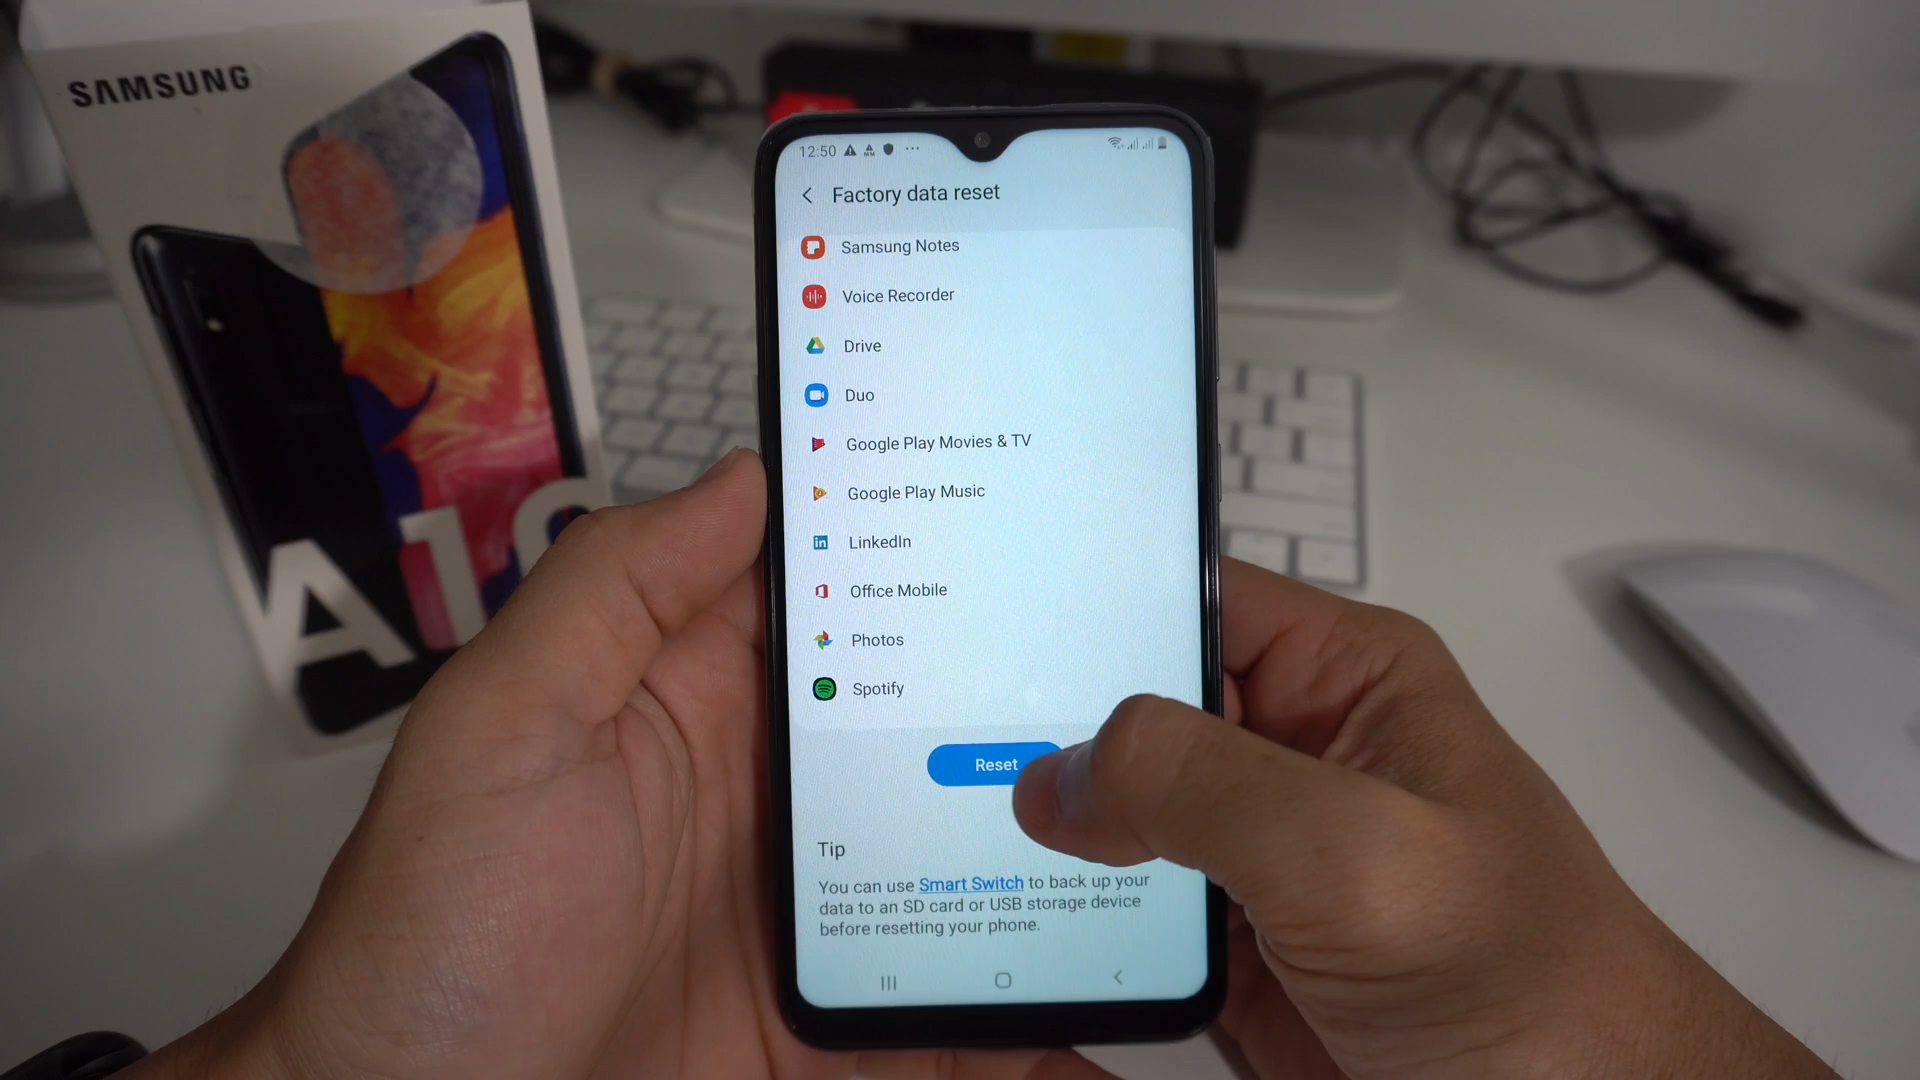 SAMSUNG
A10
12:50
Factory data reset
Samsung Notes
Voice Recorder
Drive
Duo
Google Play Movies & TV
Google Play Music
LinkedIn
Office Mobile
Photos
Spotify
Reset
Tip
You can use Smart Switch to back up your
data to an SD card or USB storage device
before resetting your phone.